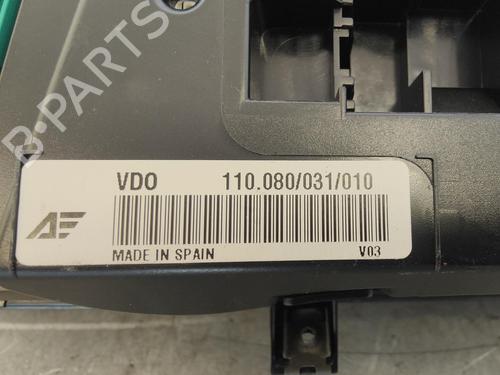 B-PARTS
VDO 110.080/031/010
AE
MADE IN SPAIN V03